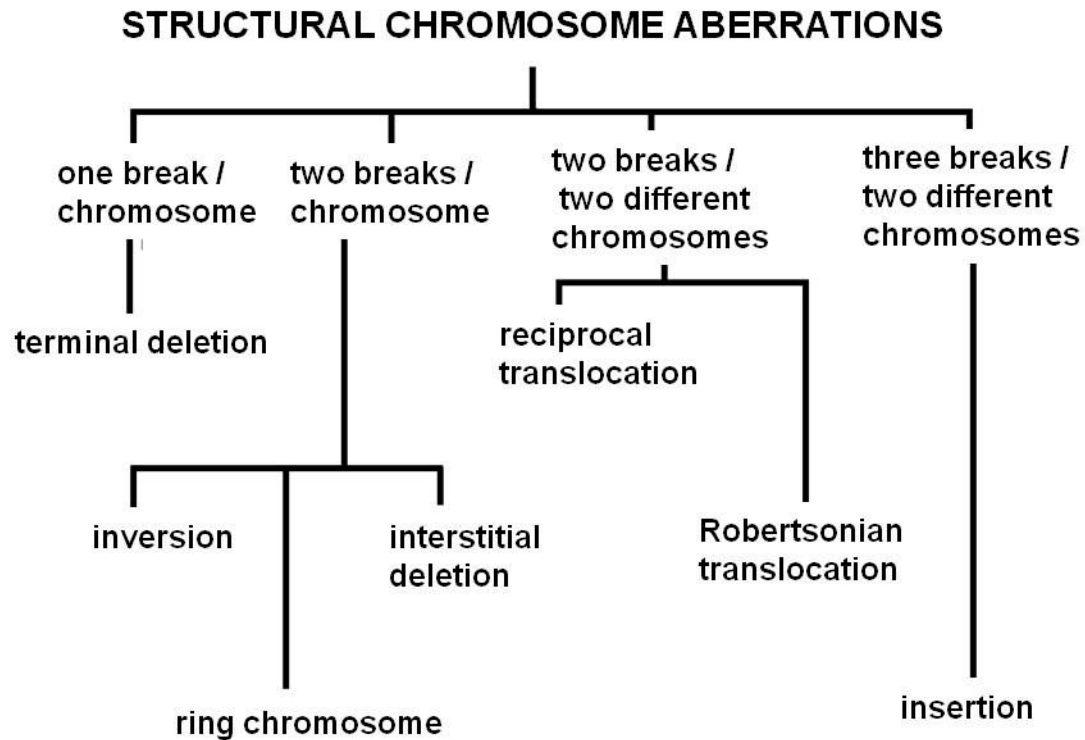 STRUCTURAL CHROMOSOME ABERRATIONS
one break /
chromosome
two breaks /
chromosome
two breaks /
two different
chromosomes
three breaks /
two different
chromosomes
terminal deletion
reciprocal
translocation
inversion
interstitial
deletion
Robertsonian
translocation
ring chromosome
insertion